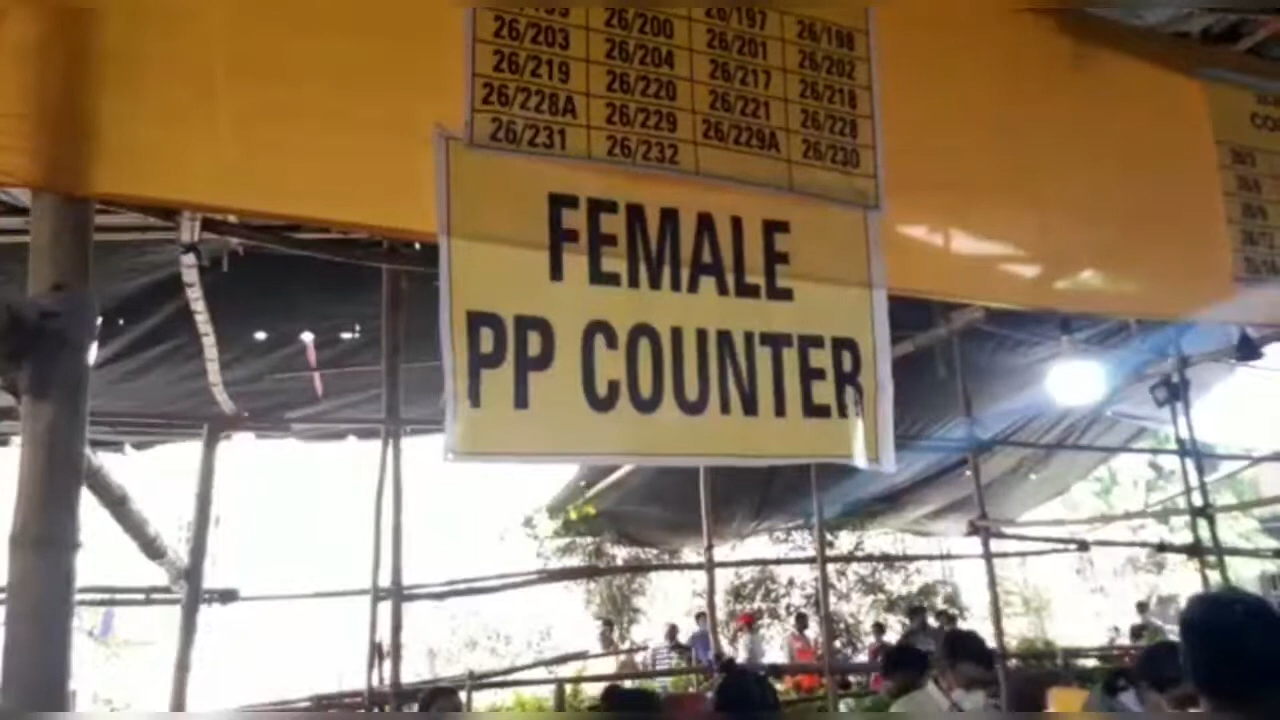 26/200 26/197 26/198
26/203 26/204 26/201 26/202
26/219 26/220 26/217 26/218
26/228A 26/229 26/221 26/228
26/231 26/232 26/229A 26/230
FEMALE
PP COUNTER
CO